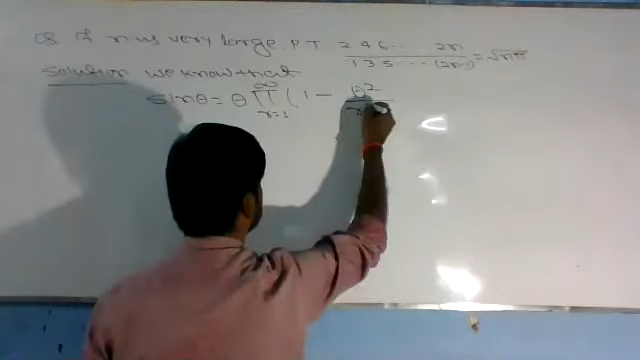 Q8 If n is very large P.T 2 4 6 ... 2n / 1 3 5 ... (2n-1) = √nπ
Solution we know that
sinθ = θ ∏ r=1 ∞ (1 - θ² / r